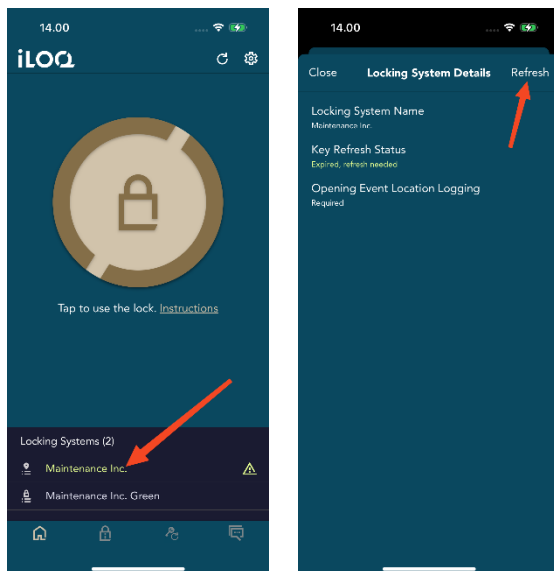 14.00
iLOQ
Tap to use the lock. Instructions
Locking Systems (2)
Maintenance Inc.
Maintenance Inc. Green
14.00
Close Locking System Details Refresh
Locking System Name
Maintenance Inc.
Key Refresh Status
Expired, refresh needed
Opening Event Location Logging
Required